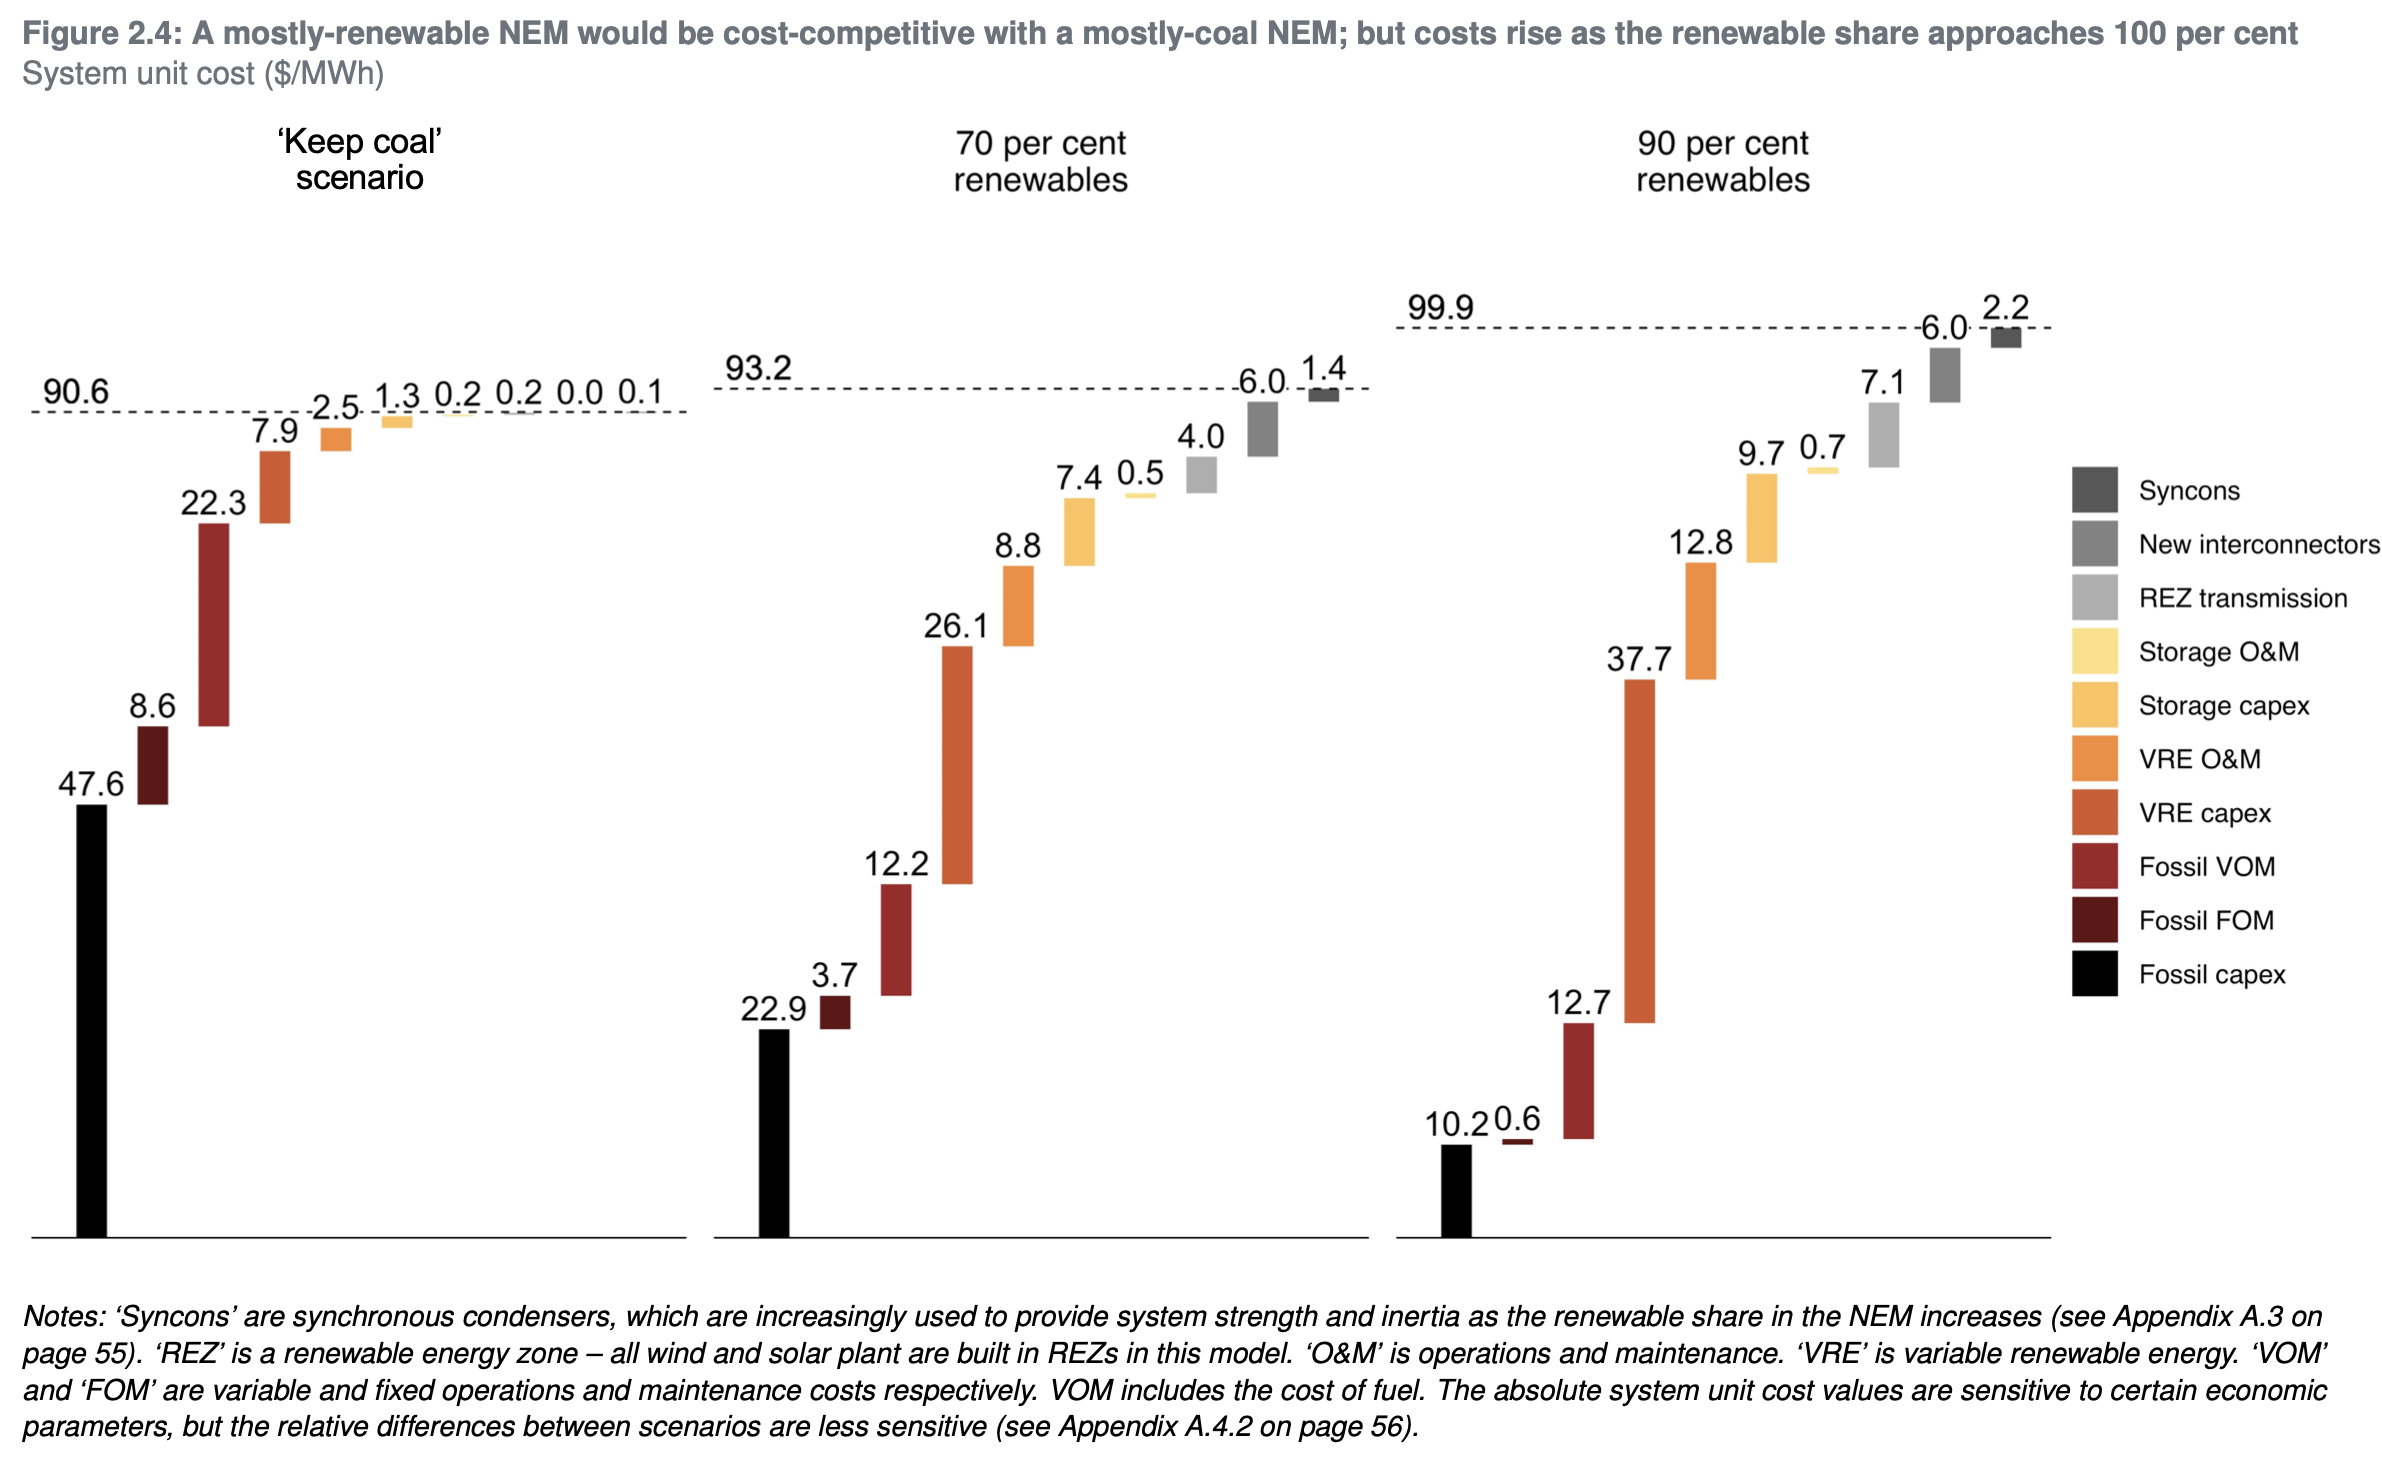 Figure 2.4: A mostly-renewable NEM would be cost-competitive with a mostly-coal NEM; but costs rise as the renewable share approaches 100 per cent
System unit cost ($/MWh)
‘Keep coal’
scenario
90.6
47.6
8.6
22.3
7.9
2.5
1.3
0.2
0.2
0.0
0.1
70 per cent
renewables
93.2
22.9
3.7
12.2
26.1
8.8
7.4
0.5
4.0
6.0
1.4
90 per cent
renewables
99.9
10.2
0.6
12.7
37.7
12.8
9.7
0.7
7.1
6.0
2.2
Syncons
New interconnectors
REZ transmission
Storage O&M
Storage capex
VRE O&M
VRE capex
Fossil VOM
Fossil FOM
Fossil capex
Notes: ‘Syncons’ are synchronous condensers, which are increasingly used to provide system strength and inertia as the renewable share in the NEM increases (see Appendix A.3 on
page 55). ‘REZ’ is a renewable energy zone – all wind and solar plant are built in REZs in this model. ‘O&M’ is operations and maintenance. ‘VRE’ is variable renewable energy. ‘VOM’
and ‘FOM’ are variable and fixed operations and maintenance costs respectively. VOM includes the cost of fuel. The absolute system unit cost values are sensitive to certain economic
parameters, but the relative differences between scenarios are less sensitive (see Appendix A.4.2 on page 56).